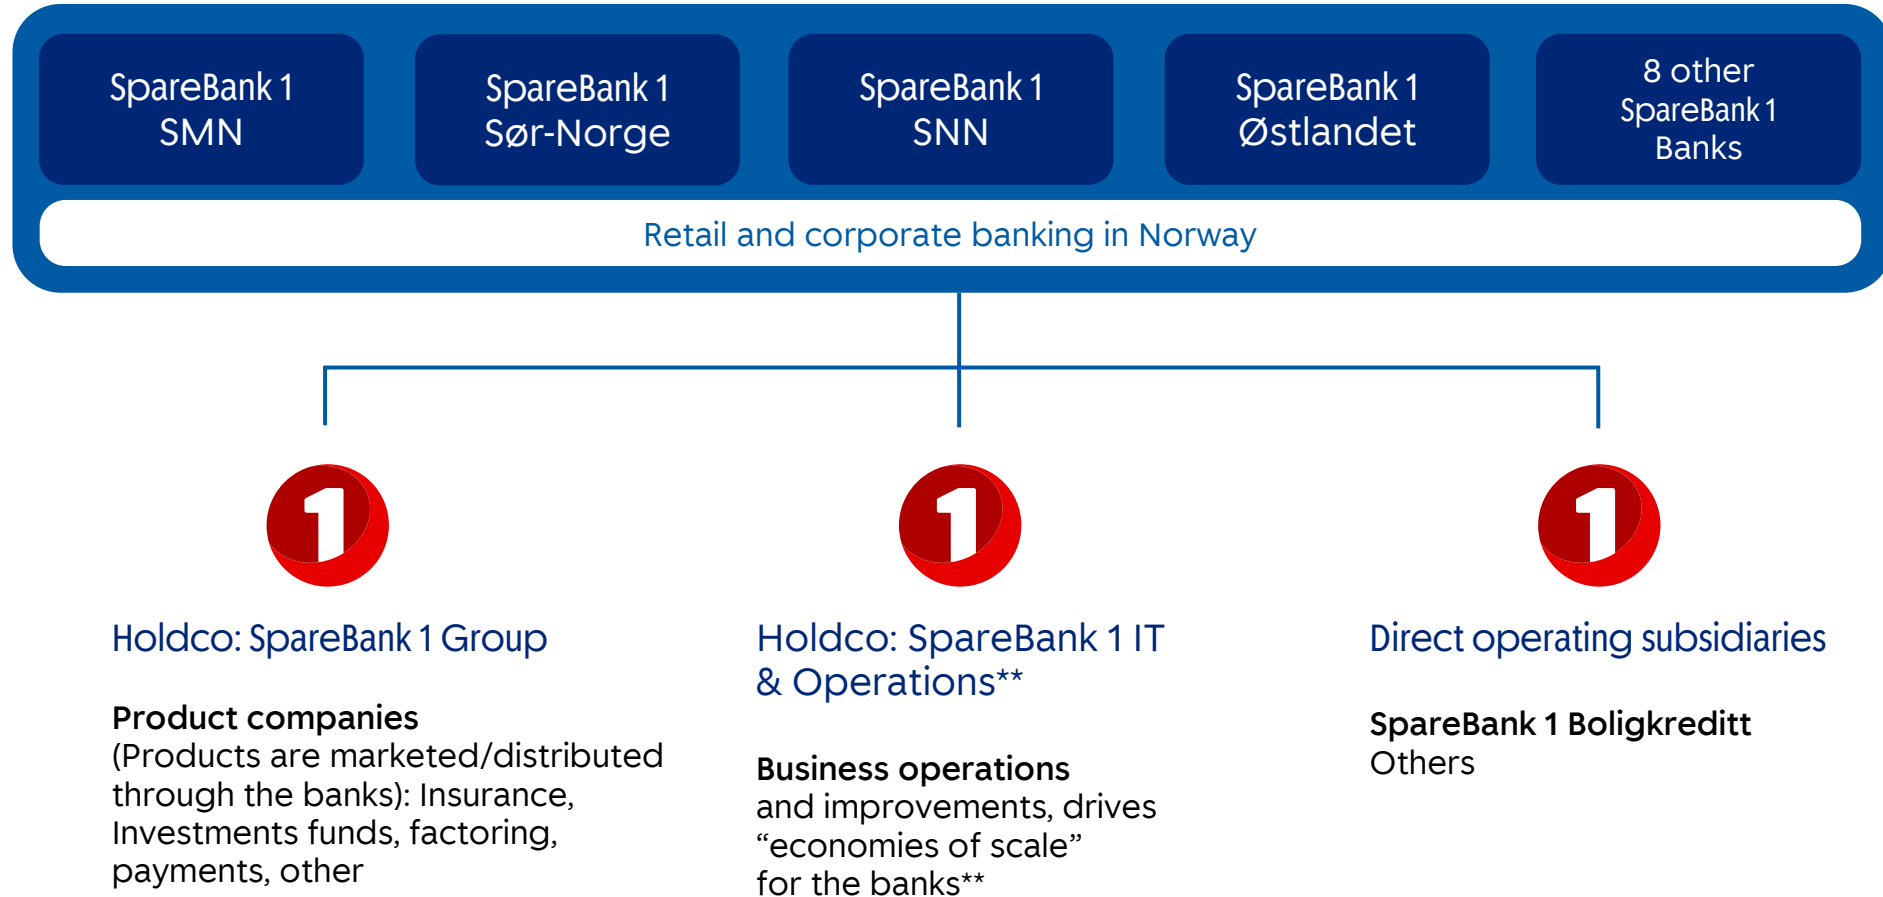 SpareBank 1
SMN
SpareBank 1
Sør-Norge
SpareBank 1
SNN
SpareBank 1
Østlandet
8 other
SpareBank 1
Banks
Retail and corporate banking in Norway
1
1
1
Holdco: SpareBank 1 Group
Product companies
(Products are marketed/distributed
through the banks): Insurance,
Investments funds, factoring,
payments, other
Holdco: SpareBank 1 IT
& Operations**
Business operations
and improvements, drives
“economies of scale”
for the banks**
Direct operating subsidiaries
SpareBank 1 Boligkreditt
Others